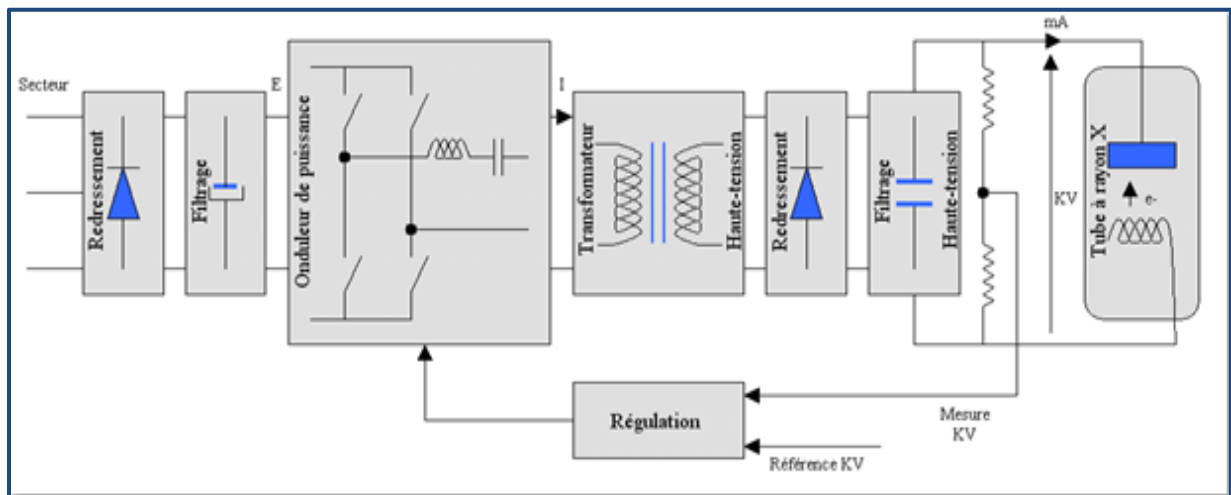 Secteur
Redressement
Filtrage
E
Onduleur de puissance
I
Transformateur
Haute-tension
Redressement
Filtrage
Haute-tension
mA
KV
Tube à rayon X
e-
Régulation
Mesure
KV
Référence KV